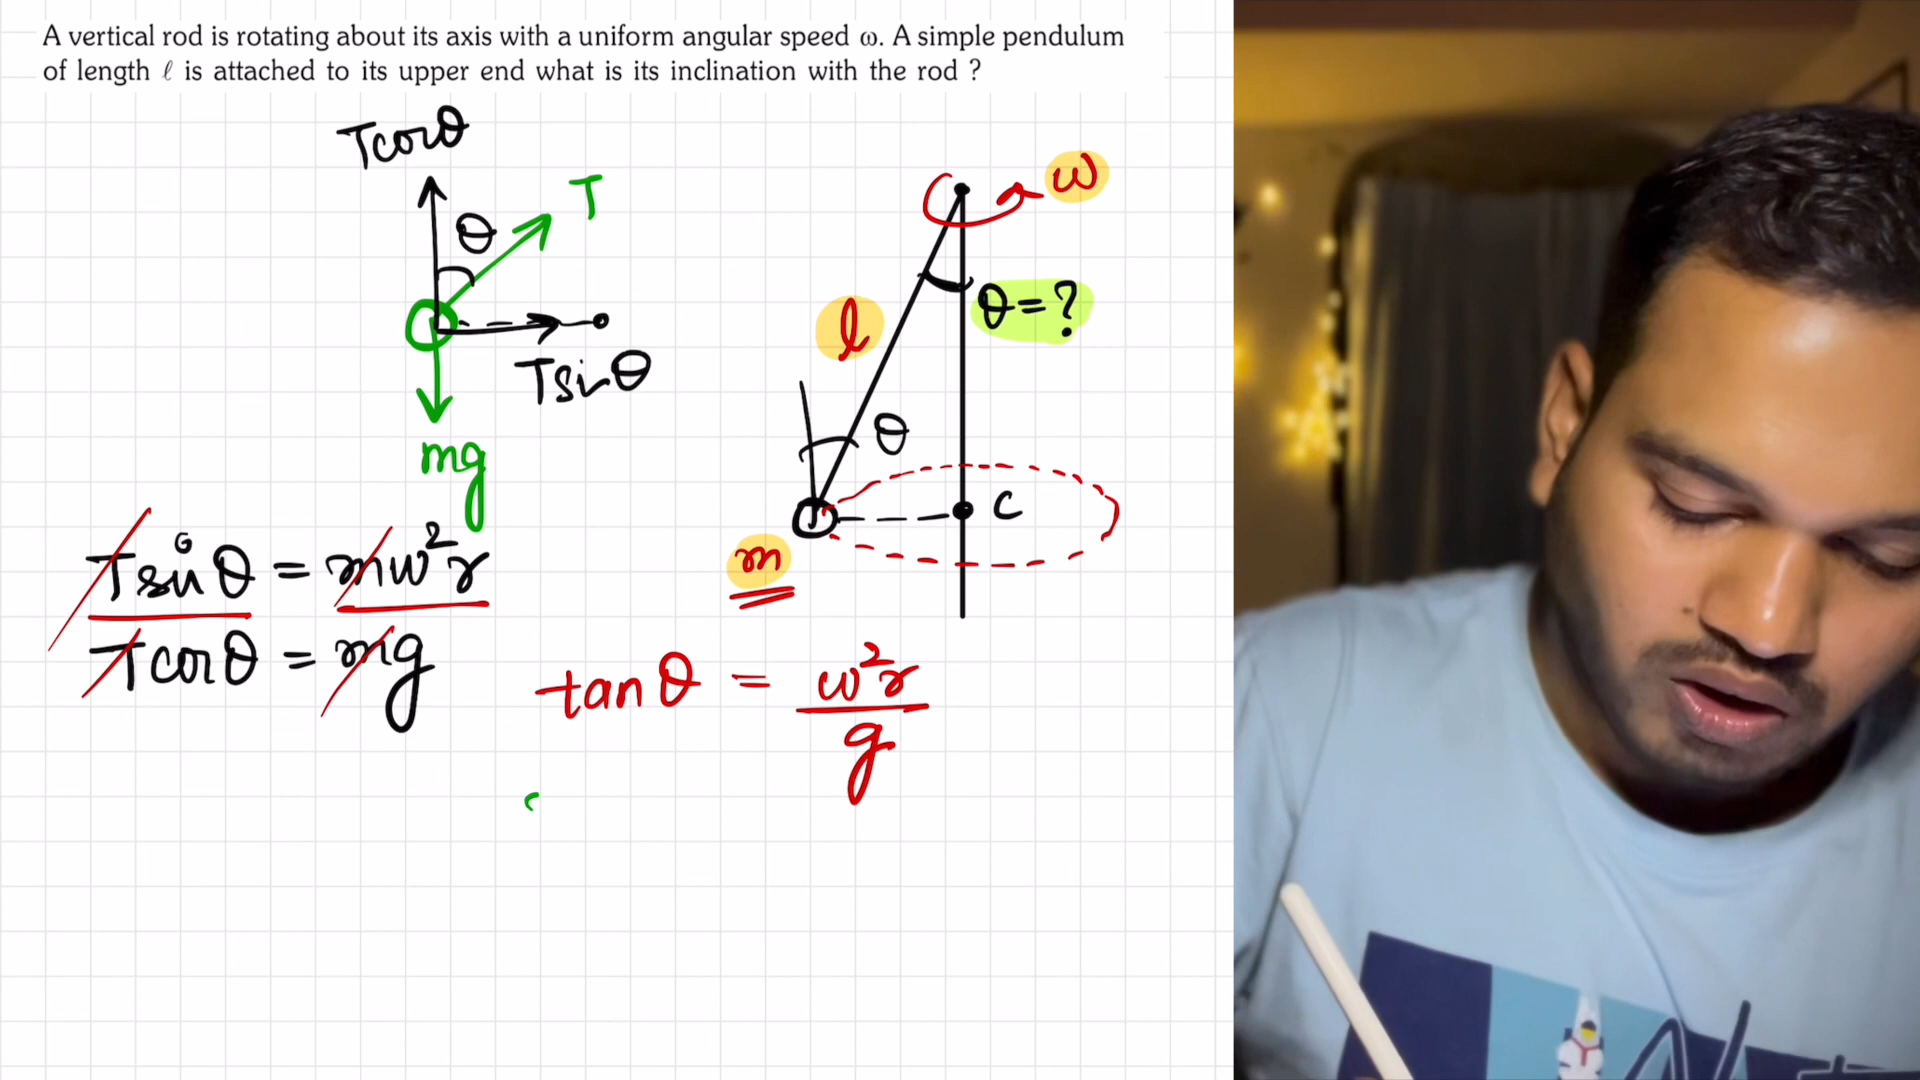 A vertical rod is rotating about its axis with a uniform angular speed ω. A simple pendulum
of length ℓ is attached to its upper end what is its inclination with the rod ?
Tcosθ
θ
T
Tsinθ
mg
ω
θ=?
l
θ
c
m
Tsinθ = mω²r
Tcosθ = mg
tanθ = ω²r/g